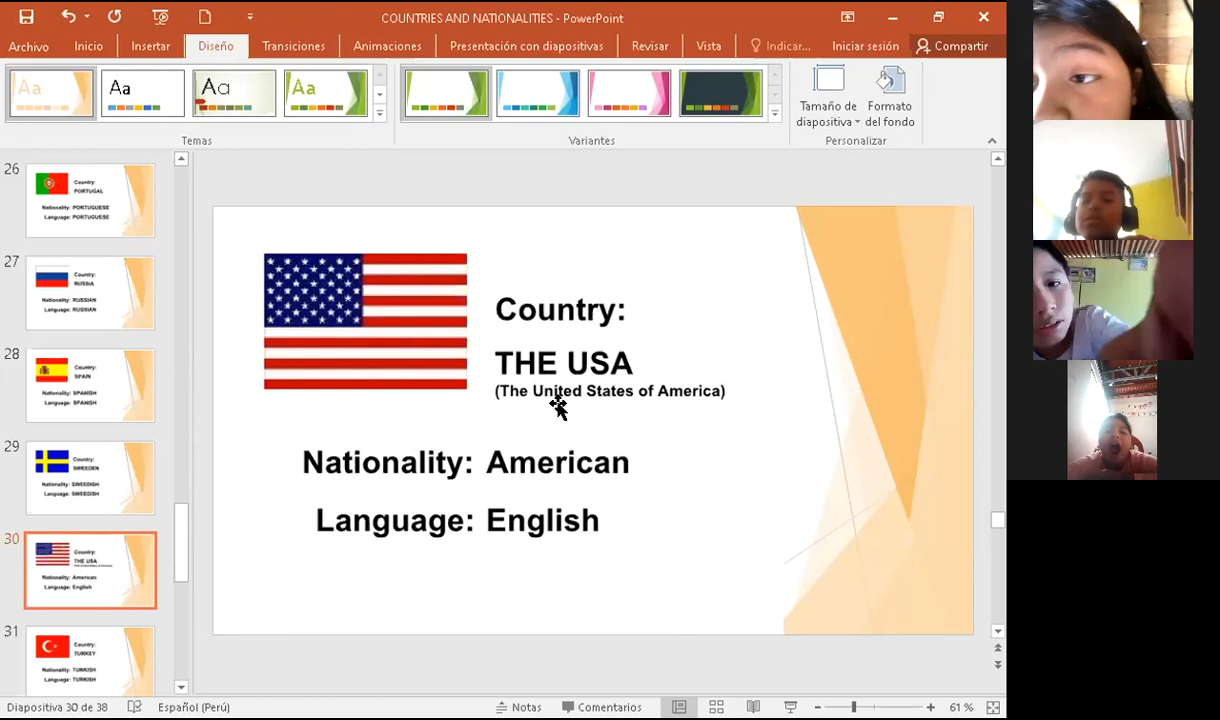 COUNTRIES AND NATIONALITIES - PowerPoint
Archivo Inicio Insertar Diseño Transiciones Animaciones Presentación con diapositivas Revisar Vista Indicar... Iniciar sesión Compartir
Aa Aa Aa Aa
Tamaño de diapositiva
Formato del fondo
Temas Variantes Personalizar
26
Country:
PORTUGAL
Nationality: PORTUGUESE
Language: PORTUGUESE
27
Country:
RUSSIA
Nationality: RUSSIAN
Language: RUSSIAN
28
Country:
SPAIN
Nationality: SPANISH
Language: SPANISH
29
Country:
SWEEDEN
Nationality: SWEEDISH
Language: SWEEDISH
30
Country:
THE USA
Nationality: American
Language: English
31
Country:
TURKEY
Nationality: TURKISH
Language: TURKISH
Country:
THE USA
(The United States of America)
Nationality: American
Language: English
Diapositiva 30 de 38 Español (Perú) Notas Comentarios 61 %